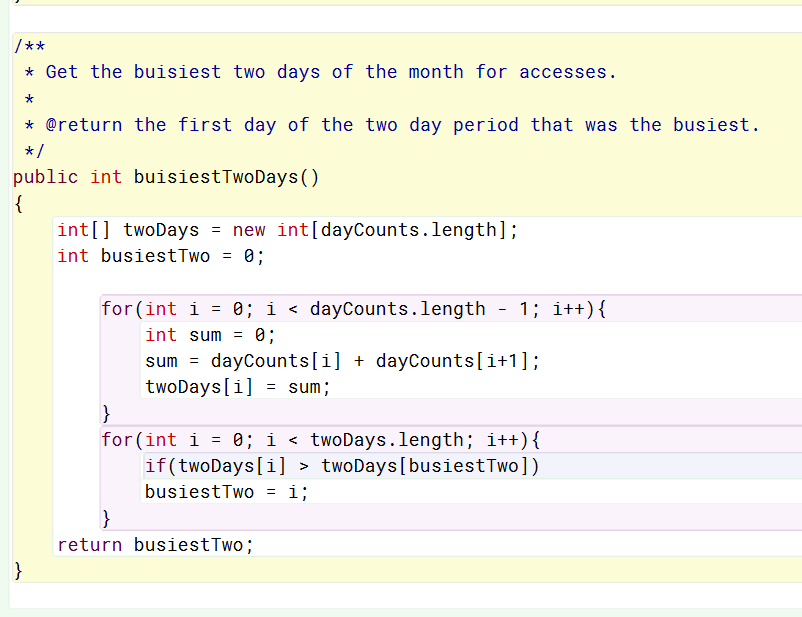 /**
 * Get the buisiest two days of the month for accesses.
 *
 * @return the first day of the two day period that was the busiest.
 */
public int buisiestTwoDays()
{
    int[] twoDays = new int[dayCounts.length];
    int busiestTwo = 0;

        for(int i = 0; i < dayCounts.length - 1; i++){
            int sum = 0;
            sum = dayCounts[i] + dayCounts[i+1];
            twoDays[i] = sum;
        }
        for(int i = 0; i < twoDays.length; i++){
            if(twoDays[i] > twoDays[busiestTwo])
            busiestTwo = i;
        }
    return busiestTwo;
}